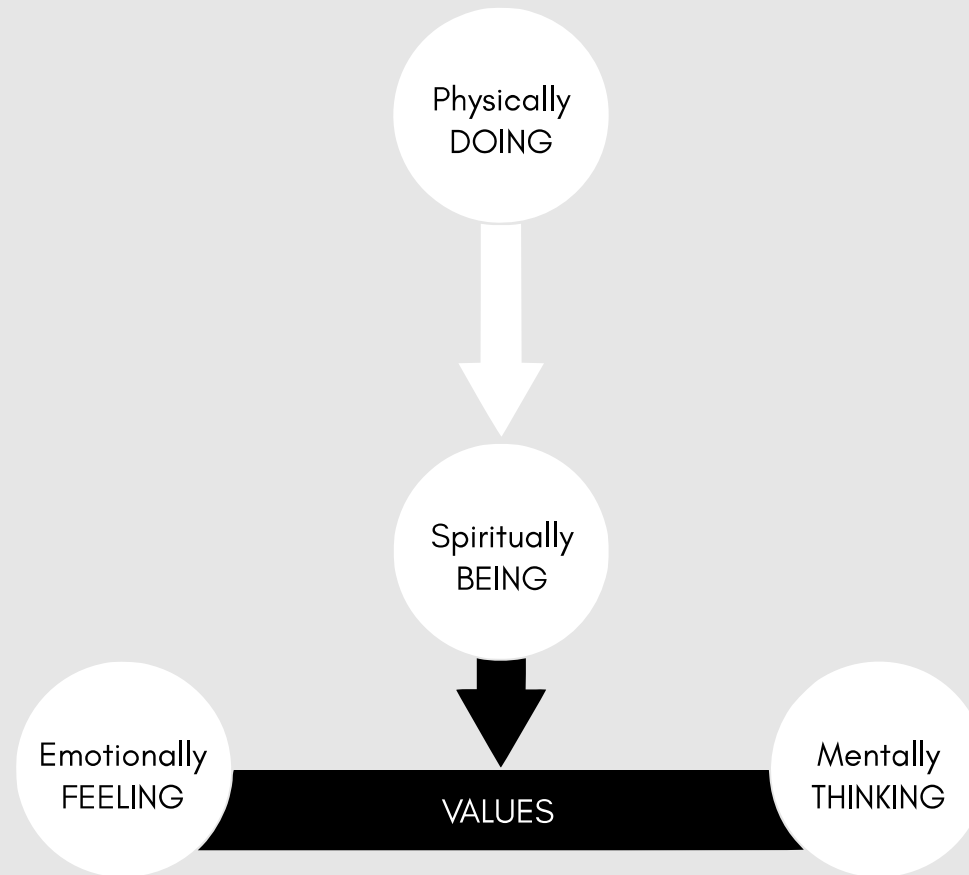 Physically
DOING
Spiritually
BEING
Emotionally
FEELING
VALUES
Mentally
THINKING